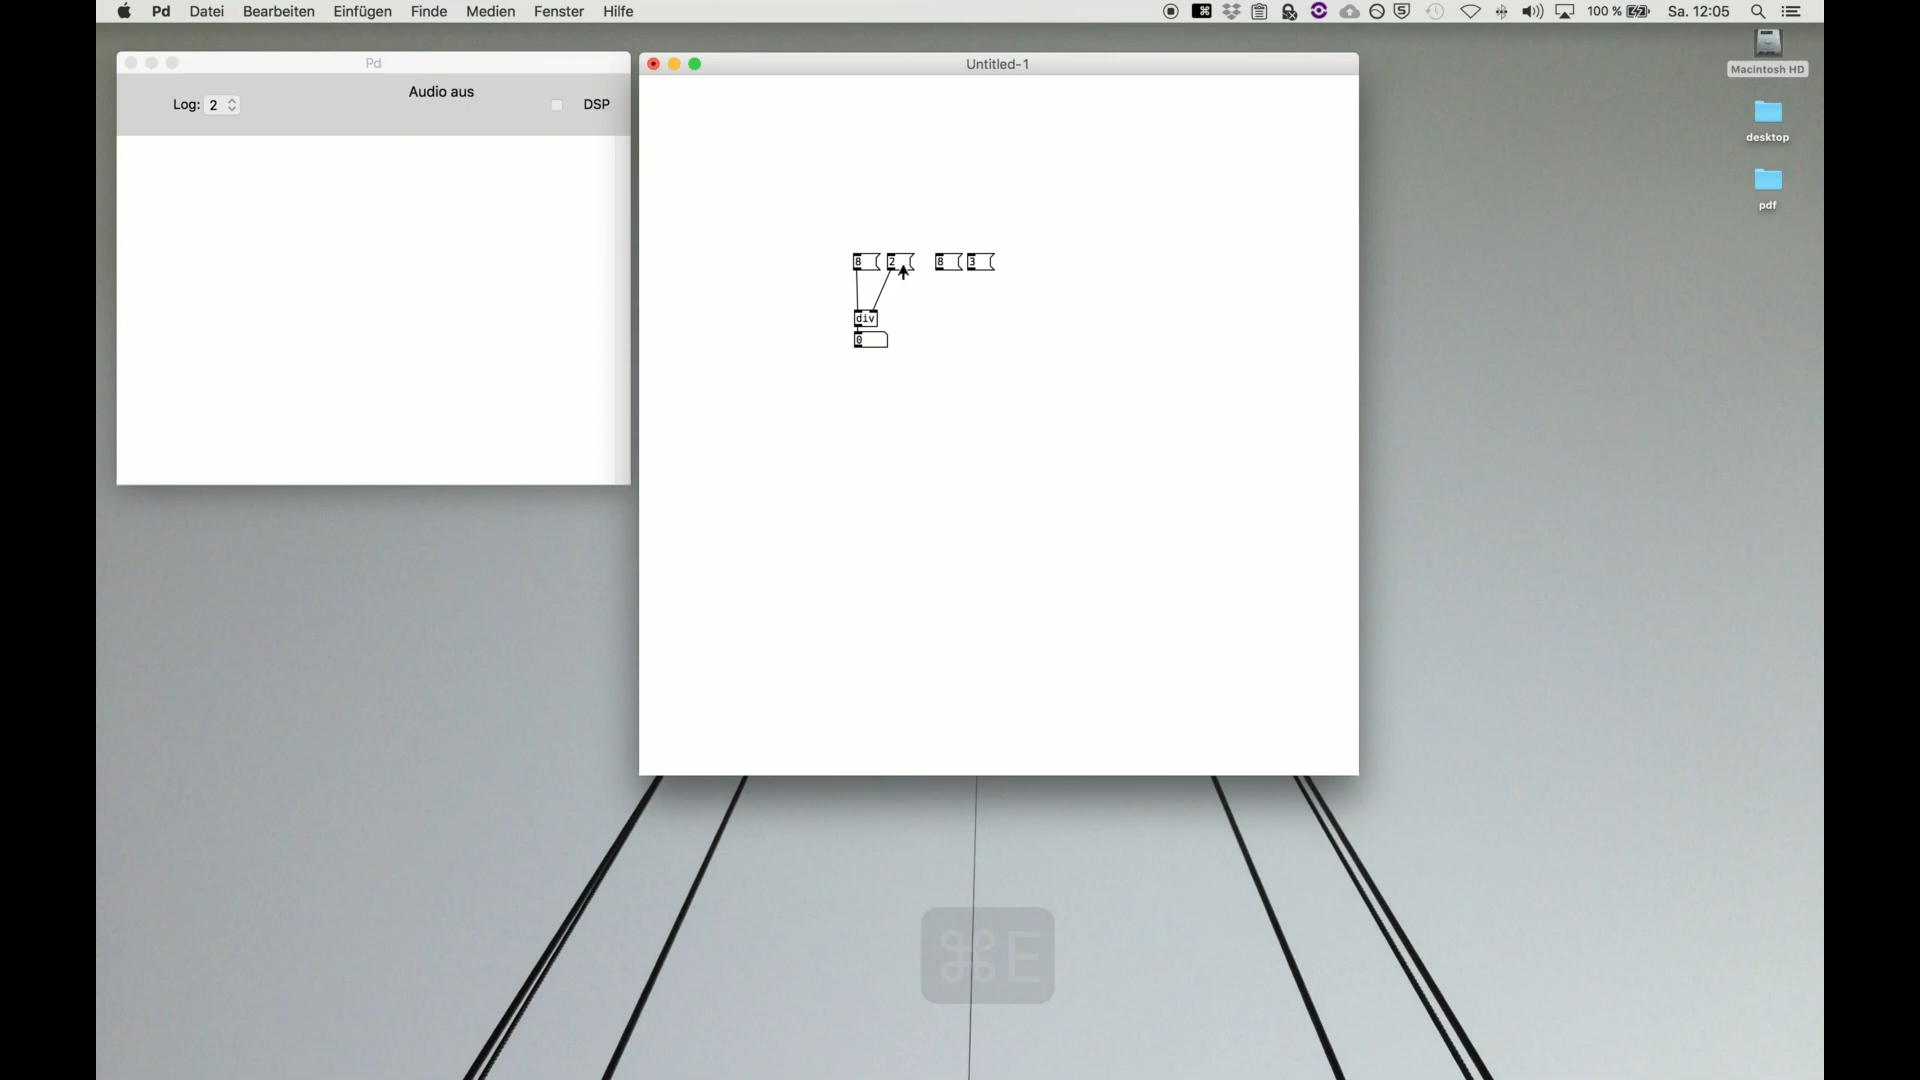 Pd Datei Bearbeiten Einfügen Finde Medien Fenster Hilfe 100 % Sa. 12:05
Macintosh HD
desktop
pdf
Pd
Audio aus
Log: 2 DSP
Untitled-1
8 2 8 3
div
0
⌘E